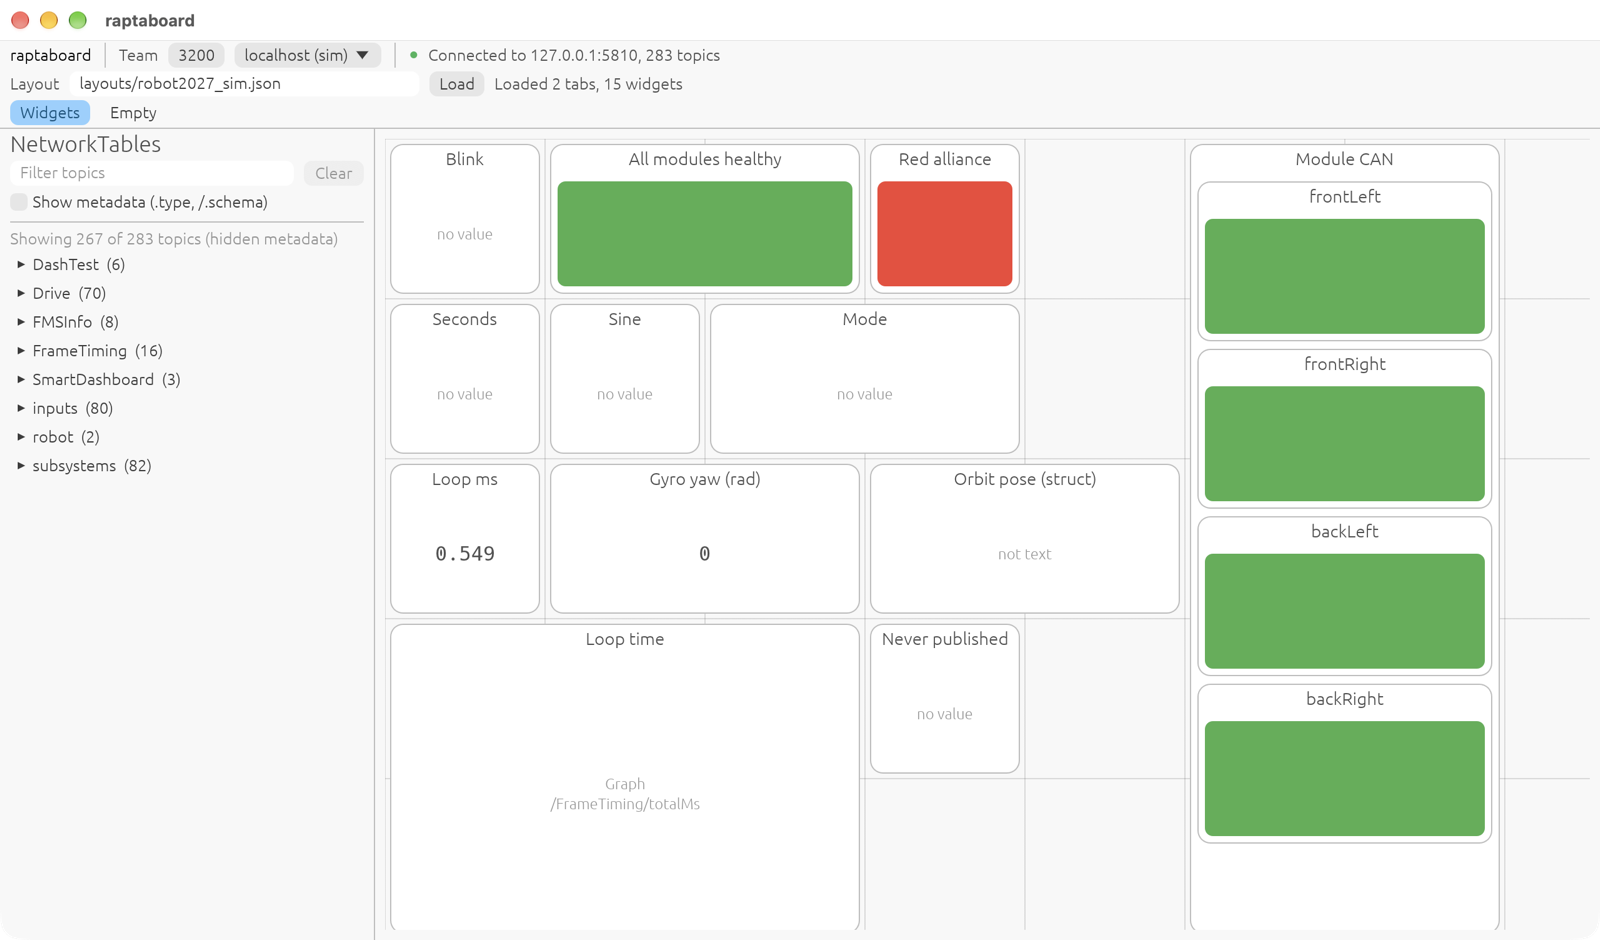 raptaboard
raptaboard Team 3200 localhost (sim) Connected to 127.0.0.1:5810, 283 topics
Layout layouts/robot2027_sim.json Load Loaded 2 tabs, 15 widgets
Widgets Empty
NetworkTables
Filter topics Clear
Show metadata (.type, /.schema)
Showing 267 of 283 topics (hidden metadata)
DashTest (6)
Drive (70)
FMSInfo (8)
FrameTiming (16)
SmartDashboard (3)
inputs (80)
robot (2)
subsystems (82)
Blink
no value
All modules healthy
Red alliance
Seconds
no value
Sine
no value
Mode
no value
Loop ms
0.549
Gyro yaw (rad)
0
Orbit pose (struct)
not text
Loop time
Graph
/FrameTiming/totalMs
Never published
no value
Module CAN
frontLeft
frontRight
backLeft
backRight